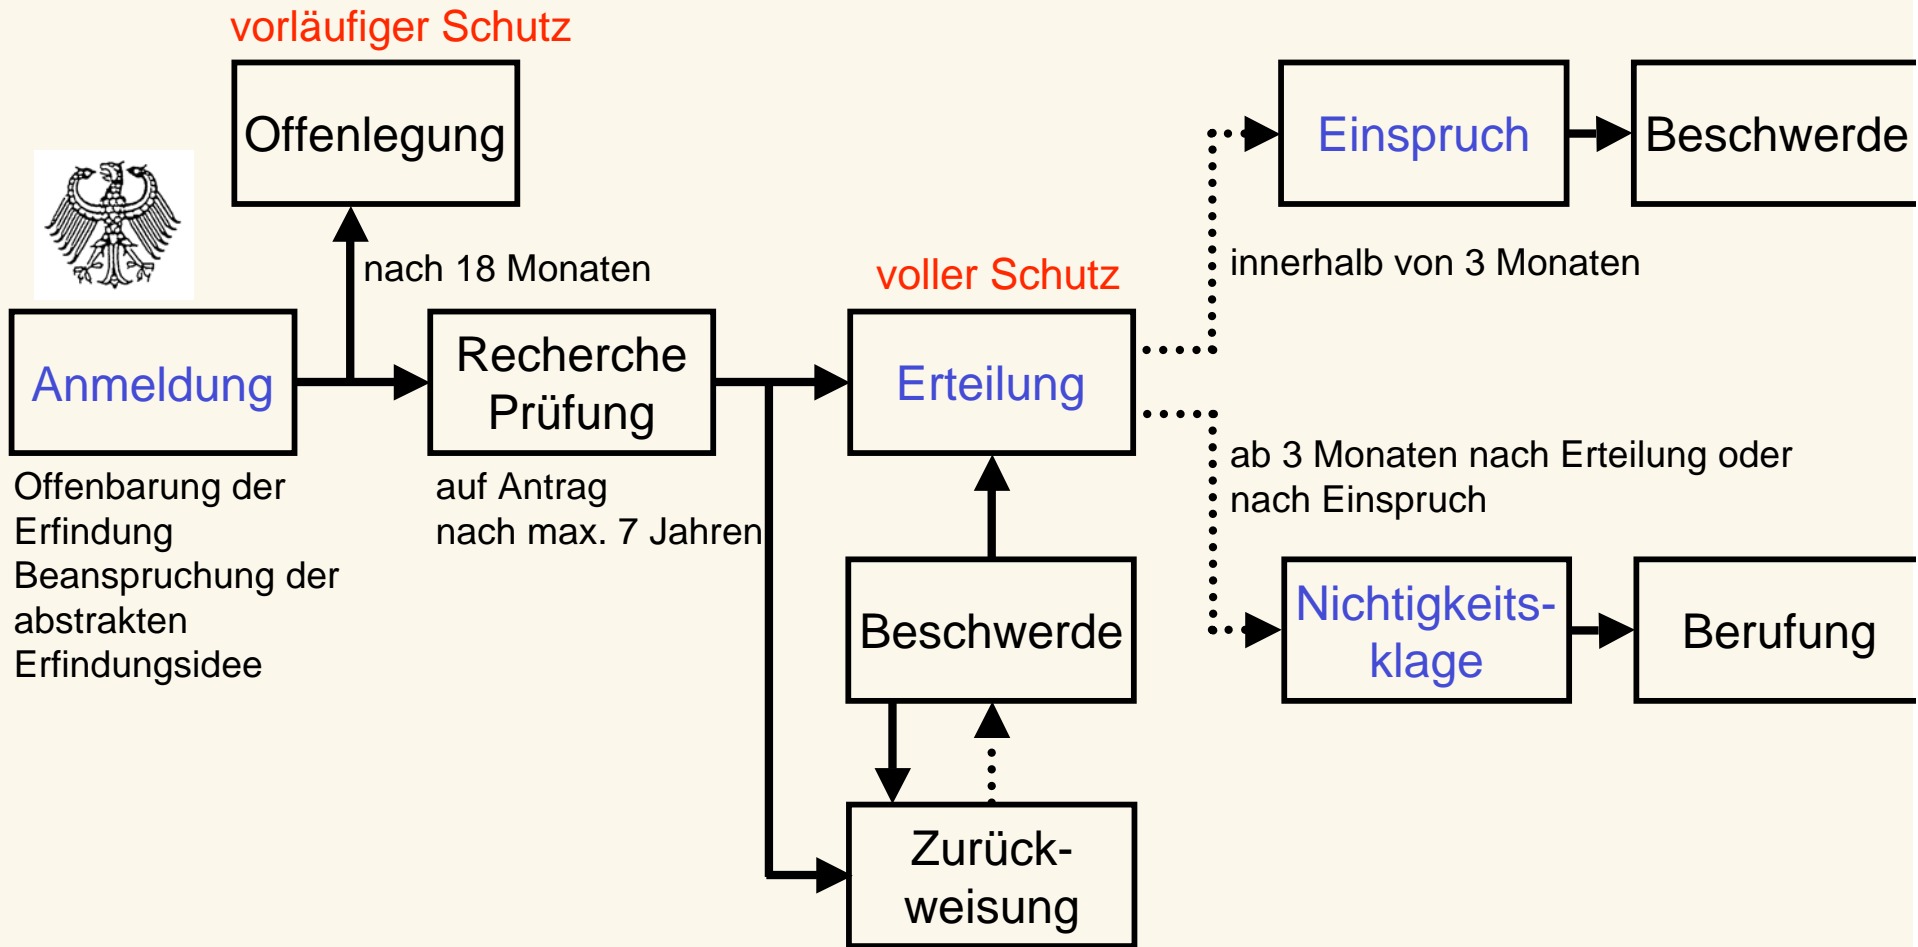 vorläufiger Schutz
Offenlegung
nach 18 Monaten
Anmeldung
Offenbarung der
Erfindung
Beanspruchung der
abstrakten
Erfindungsidee
Recherche
Prüfung
auf Antrag
nach max. 7 Jahren
voller Schutz
Erteilung
Beschwerde
Zurück-
weisung
Einspruch
Beschwerde
innerhalb von 3 Monaten
ab 3 Monaten nach Erteilung oder
nach Einspruch
Nichtigkeits-
klage
Berufung